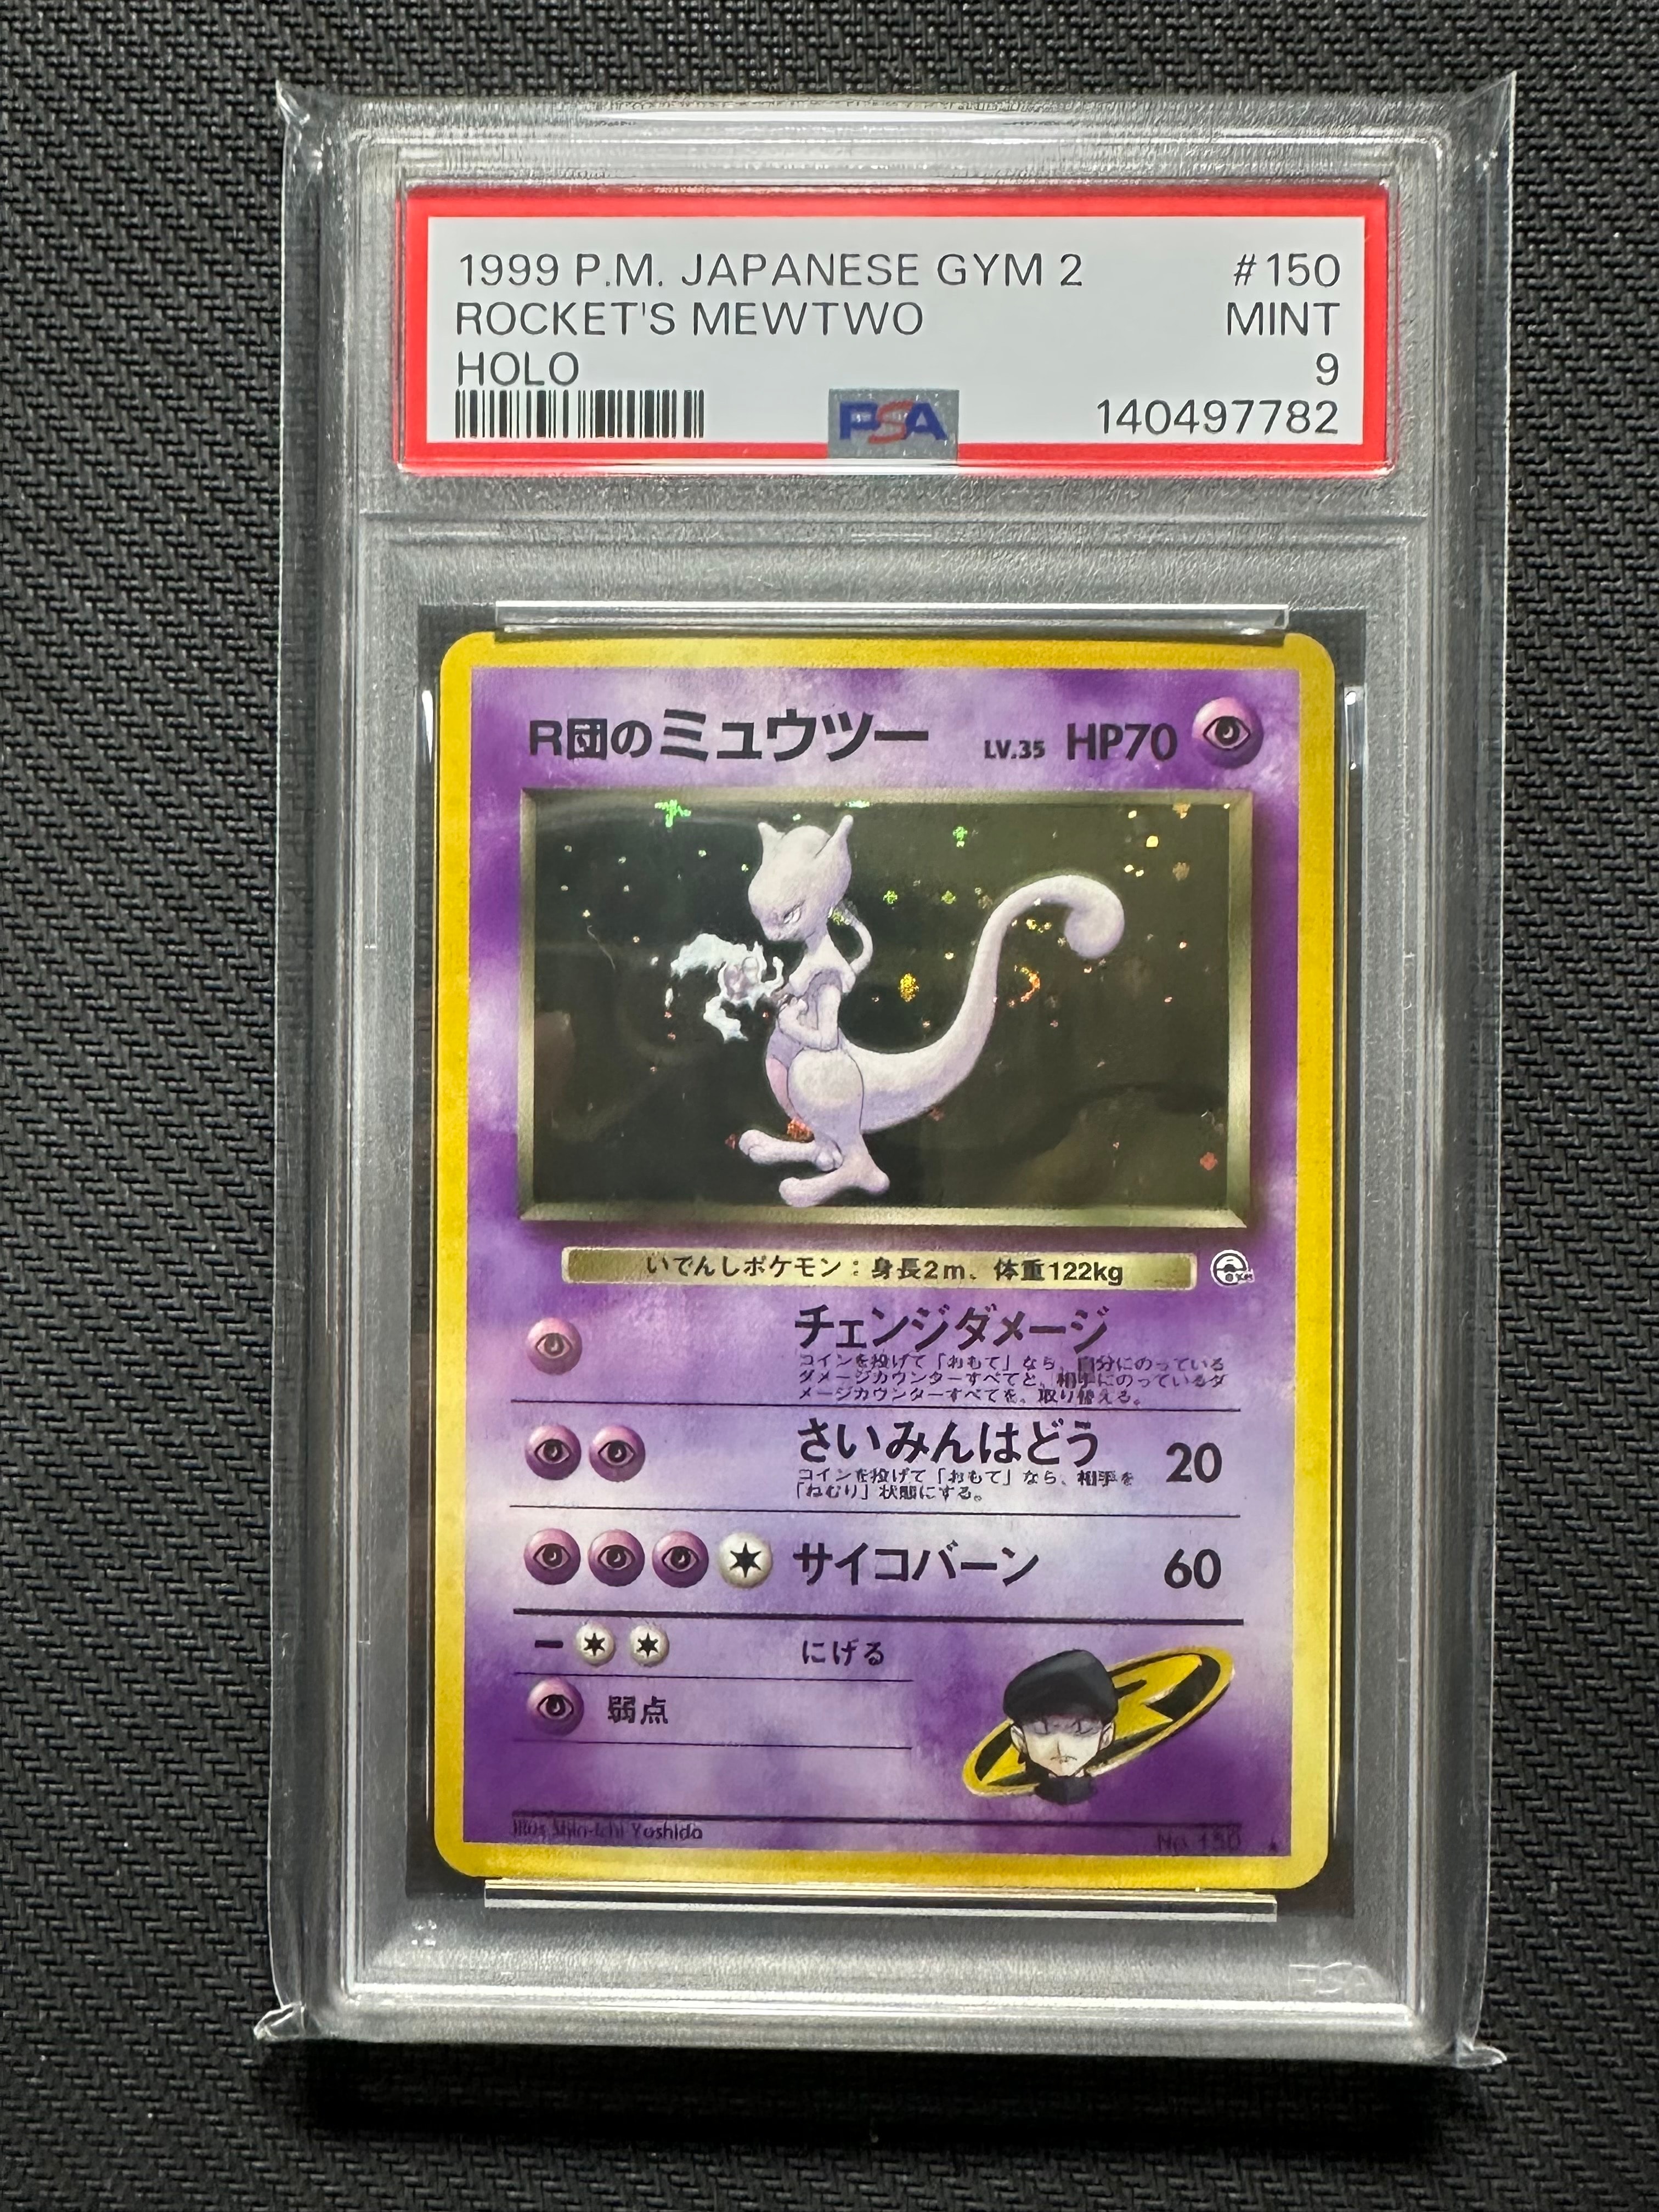 1999 P.M. JAPANESE GYM 2 #150
ROCKET'S MEWTWO MINT
HOLO 9
PSA 140497782
R団のミュウツー LV.35 HP70
いでんしポケモン：身長2m、体重122kg
GYM
チェンジダメージ
コインを投げて「おもて」なら、自分にのっている
ダメージカウンターすべてと、相手にのっているダ
メージカウンターすべてを、取り替える。
さいみんはどう 20
コインを投げて「おもて」なら、相手を
「ねむり」状態にする。
サイコバーン 60
にげる
弱点
R
Illus. Shin-ichi Yoshida No. 150
PSA